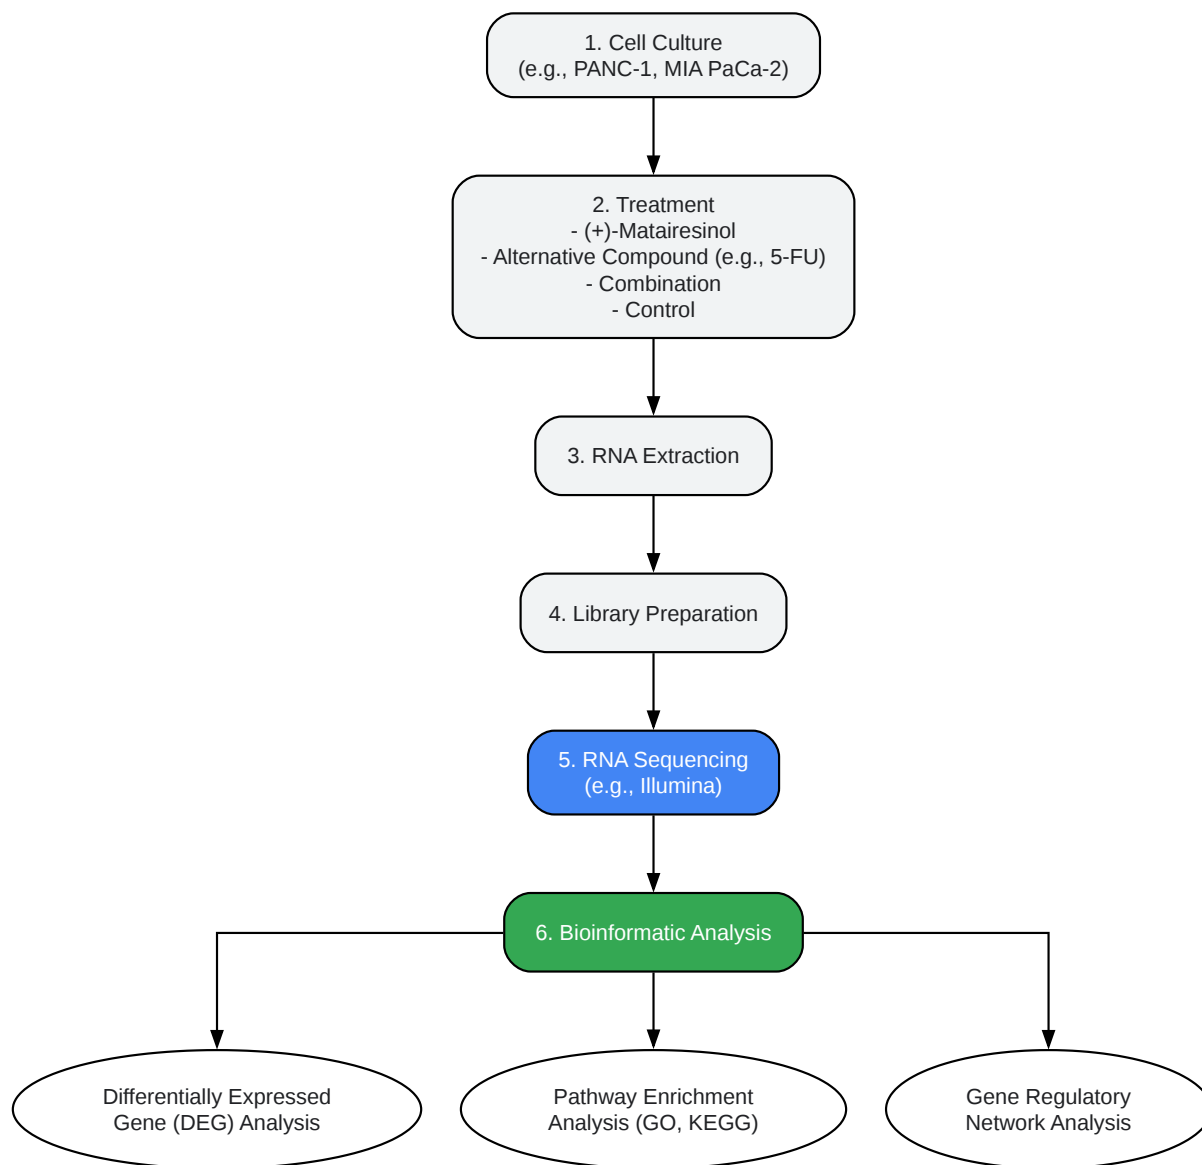 1. Cell Culture
(e.g., PANC-1, MIA PaCa-2)
2. Treatment
- (+)-Matairesinol
- Alternative Compound (e.g., 5-FU)
- Combination
- Control
3. RNA Extraction
4. Library Preparation
5. RNA Sequencing
(e.g., Illumina)
6. Bioinformatic Analysis
Differentially Expressed
Gene (DEG) Analysis
Pathway Enrichment
Analysis (GO, KEGG)
Gene Regulatory
Network Analysis